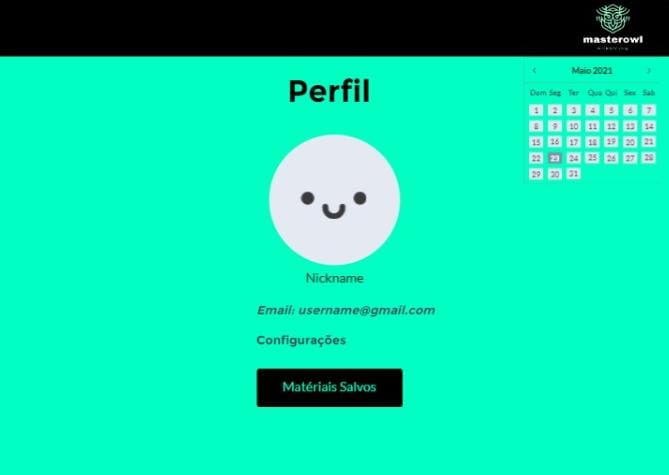 masterowl
Perfil
Maio 2021
Dom Seg Ter Qua Qui Sex Sab
1 2 3 4 5 6 7
8 9 10 11 12 13 14
15 16 17 18 19 20 21
22 23 24 25 26 27 28
29 30 31
Nickname
Email: username@gmail.com
Configurações
Matériais Salvos